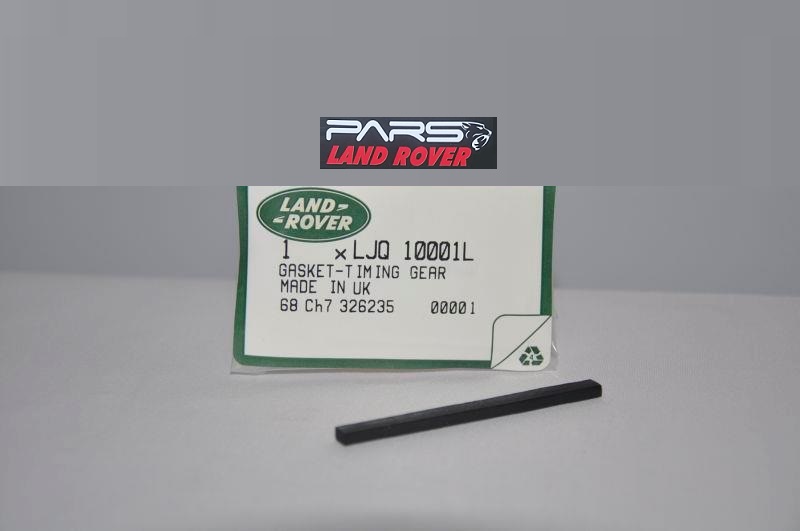 PARS
LAND ROVER
LAND-
-ROVER
1 x LJQ 10001L
GASKET-TIMING GEAR
MADE IN UK
68 Ch7 326235 00001